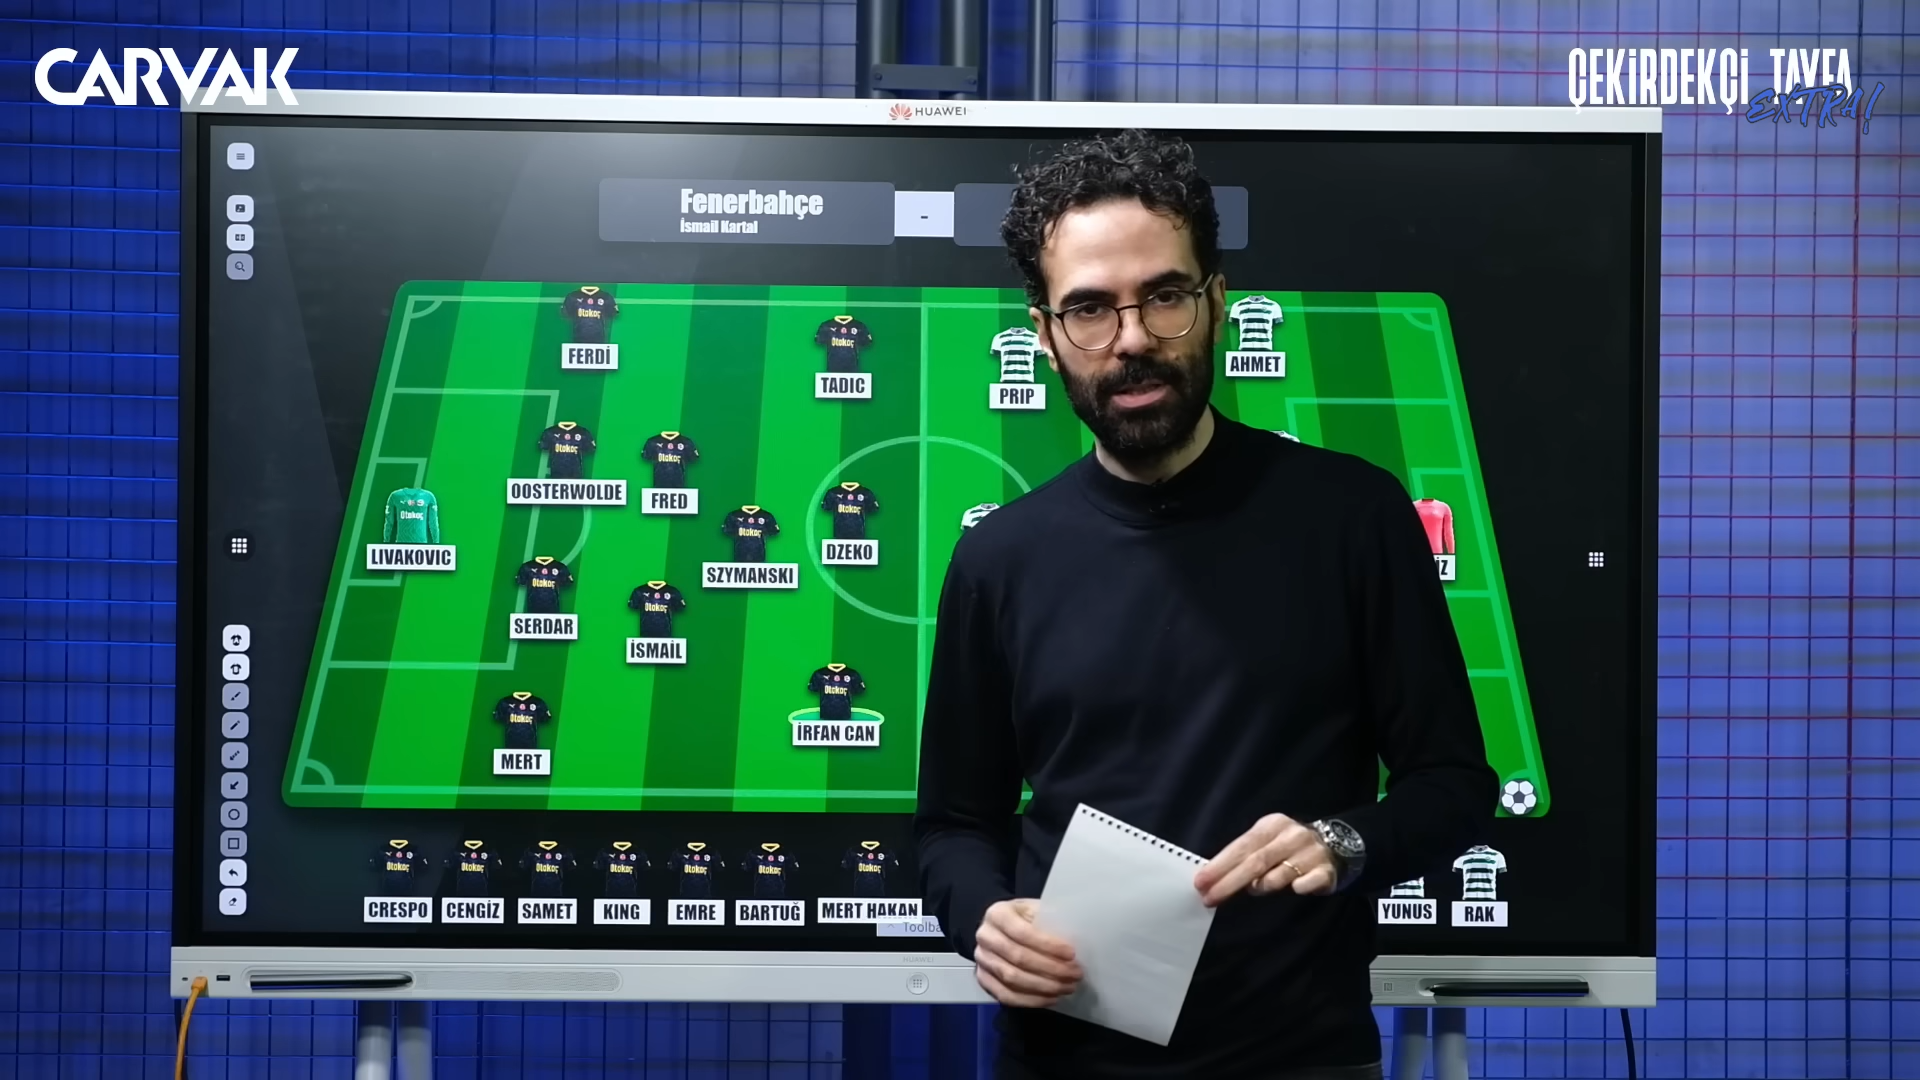 CARVAK
ÇEKİRDEKÇİ TAYFA
EXTRA!
HUAWEI
Fenerbahçe
İsmail Kartal
-
FERDİ
TADIC
PRIP
AHMET
OOSTERWOLDE
FRED
LIVAKOVIC
SZYMANSKI
DZEKO
SERDAR
İSMAİL
MERT
İRFAN CAN
CRESPO
CENGİZ
SAMET
KING
EMRE
BARTUĞ
MERT HAKAN
YUNUS
RAK
HUAWEI